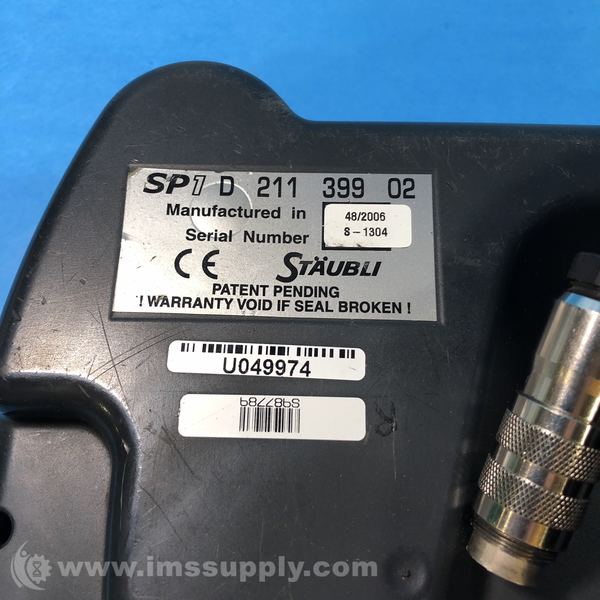 SP1 D 211 399 02
Manufactured in 48/2006
Serial Number S-1304
CE STÄUBLI
PATENT PENDING
! WARRANTY VOID IF SEAL BROKEN !
U049974
S987789
www.imssupply.com